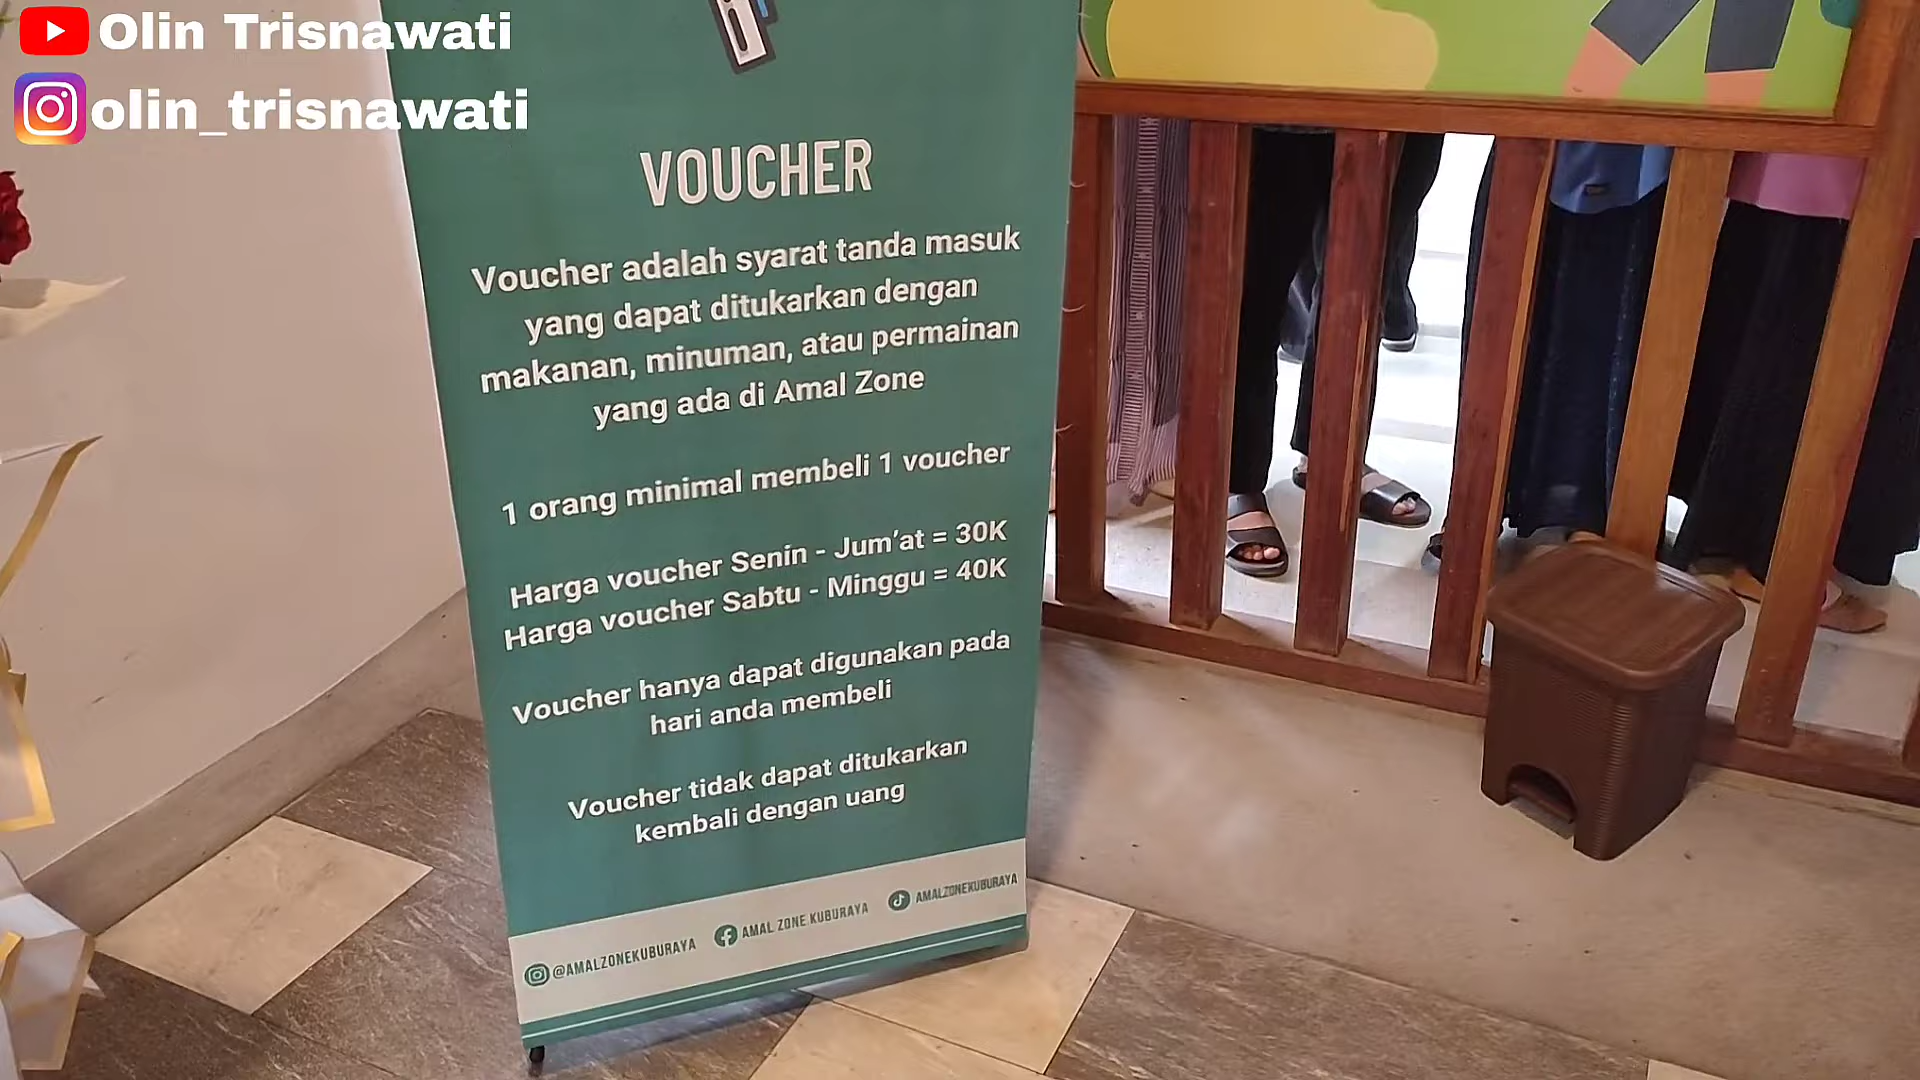 Olin Trisnawati
olin_trisnawati
VOUCHER
Voucher adalah syarat tanda masuk
yang dapat ditukarkan dengan
makanan, minuman, atau permainan
yang ada di Amal Zone
1 orang minimal membeli 1 voucher
Harga voucher Senin - Jum'at = 30K
Harga voucher Sabtu - Minggu = 40K
Voucher hanya dapat digunakan pada
hari anda membeli
Voucher tidak dapat ditukarkan
kembali dengan uang
@AMALZONEKUBURAYA AMAL ZONE KUBURAYA AMALZONEKUBURAYA